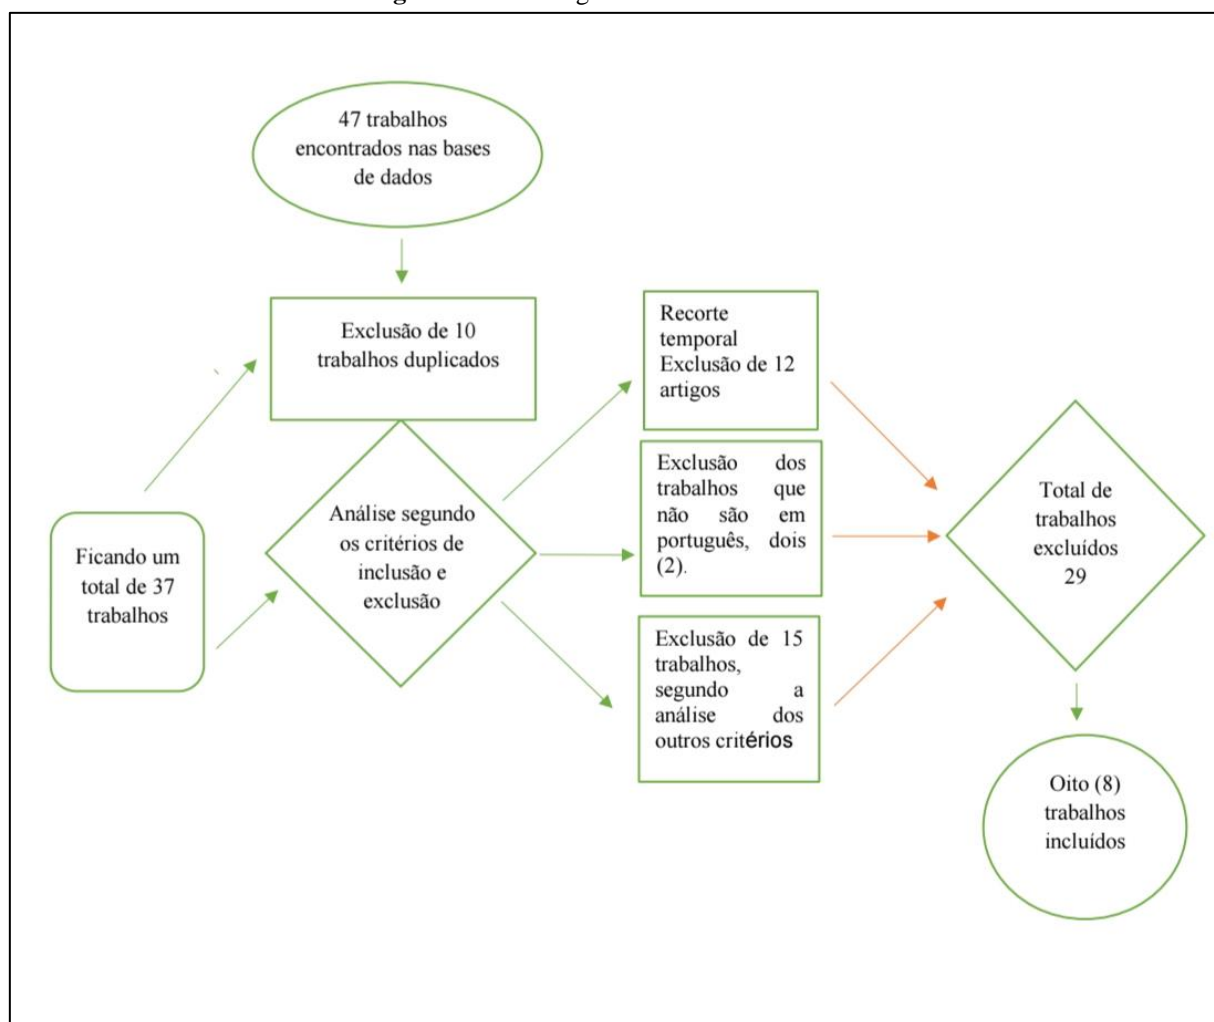 47 trabalhos
encontrados nas bases
de dados
Exclusão de 10
trabalhos duplicados
Ficando um
total de 37
trabalhos
Análise segundo
os critérios de
inclusão e
exclusão
Recorte
temporal
Exclusão de 12
artigos
Exclusão dos
trabalhos que
não são em
português, dois
(2).
Exclusão de 15
trabalhos,
segundo a
análise dos
outros critérios
Total de
trabalhos
excluídos
29
Oito (8)
trabalhos
incluídos